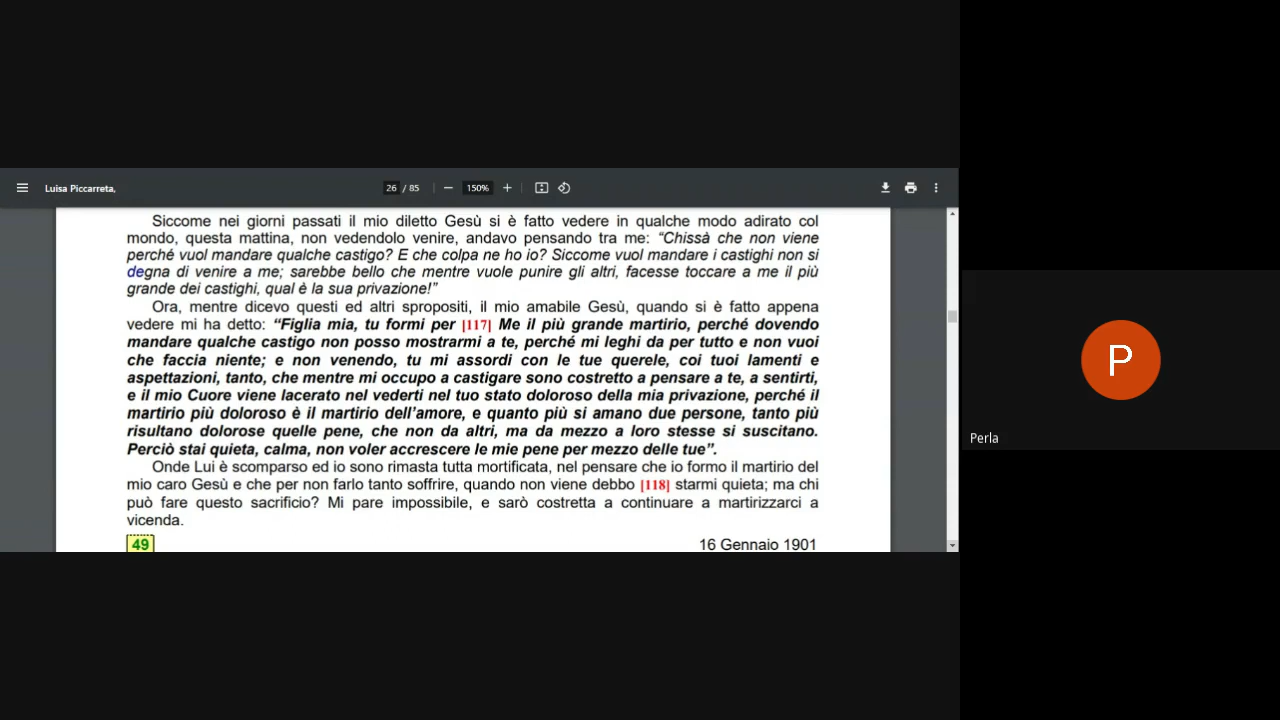 Luisa Piccarreta,
26 / 85
150%
Siccome nei giorni passati il mio diletto Gesù si è fatto vedere in qualche modo adirato col
mondo, questa mattina, non vedendolo venire, andavo pensando tra me: “Chissà che non viene
perché vuol mandare qualche castigo? E che colpa ne ho io? Siccome vuol mandare i castighi non si
degna di venire a me; sarebbe bello che mentre vuole punire gli altri, facesse toccare a me il più
grande dei castighi, qual è la sua privazione!”
Ora, mentre dicevo questi ed altri spropositi, il mio amabile Gesù, quando si è fatto appena
vedere mi ha detto: “Figlia mia, tu formi per [117] Me il più grande martirio, perché dovendo
mandare qualche castigo non posso mostrarmi a te, perché mi leghi da per tutto e non vuoi
che faccia niente; e non venendo, tu mi assordi con le tue querele, coi tuoi lamenti e
aspettazioni, tanto, che mentre mi occupo a castigare sono costretto a pensare a te, a sentirti,
e il mio Cuore viene lacerato nel vederti nel tuo stato doloroso della mia privazione, perché il
martirio più doloroso è il martirio dell’amore, e quanto più si amano due persone, tanto più
risultano dolorose quelle pene, che non da altri, ma da mezzo a loro stesse si suscitano.
Perciò stai quieta, calma, non voler accrescere le mie pene per mezzo delle tue”.
Onde Lui è scomparso ed io sono rimasta tutta mortificata, nel pensare che io formo il martirio del
mio caro Gesù e che per non farlo tanto soffrire, quando non viene debbo [118] starmi quieta; ma chi
può fare questo sacrificio? Mi pare impossibile, e sarò costretta a continuare a martirizzarci a
vicenda.
49
16 Gennaio 1901
P
Perla